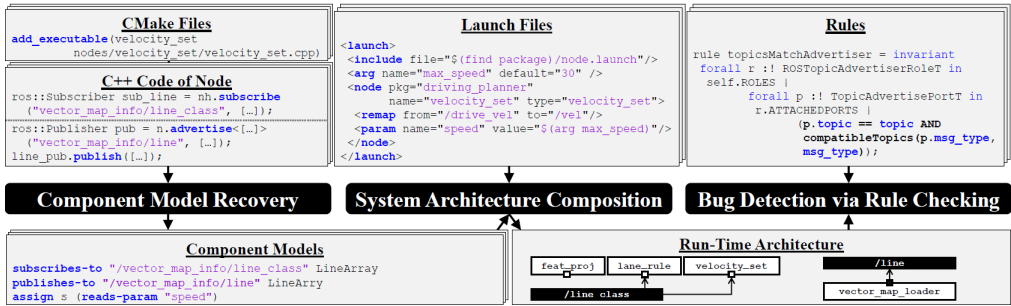 CMake Files
add_executable(velocity_set
nodes/velocity_set/velocity_set.cpp)
C++ Code of Node
ros::Subscriber sub_line = nh.subscribe
("vector_map_info/line_class", […]
ros::Publisher pub = n.advertise<[…]>
("vector_map_info/line", […]);
line_pub.publish([…]);
Launch Files
<launch>
<include file="$(find package)/node.launch"/>
<arg name="max_speed" default="30" />
<node pkg="driving_planner"
name="velocity_set" type="velocity_set">
<remap from="/drive_vel" to="/vel"/>
<param name="speed" value="$(arg max_speed)"/>
</node>
</launch>
Rules
rule topicsMatchAdvertiser = invariant
forall r :! ROSTopicAdvertiserRoleT in
self.ROLES |
forall p :! TopicAdvertisePortT in
r.ATTACHEDPORTS |
(p.topic == topic AND
compatibleTopics(p.msg_type,
msg_type));
Component Model Recovery
System Architecture Composition
Bug Detection via Rule Checking
Component Models
subscribes-to "/vector_map_info/line_class" LineArray
publishes-to "/vector_map_info/line" LineArry
assign s (reads-param "speed")
Run-Time Architecture
feat_proj
lane_rule
velocity_set
/line class
/line
vector_map_loader